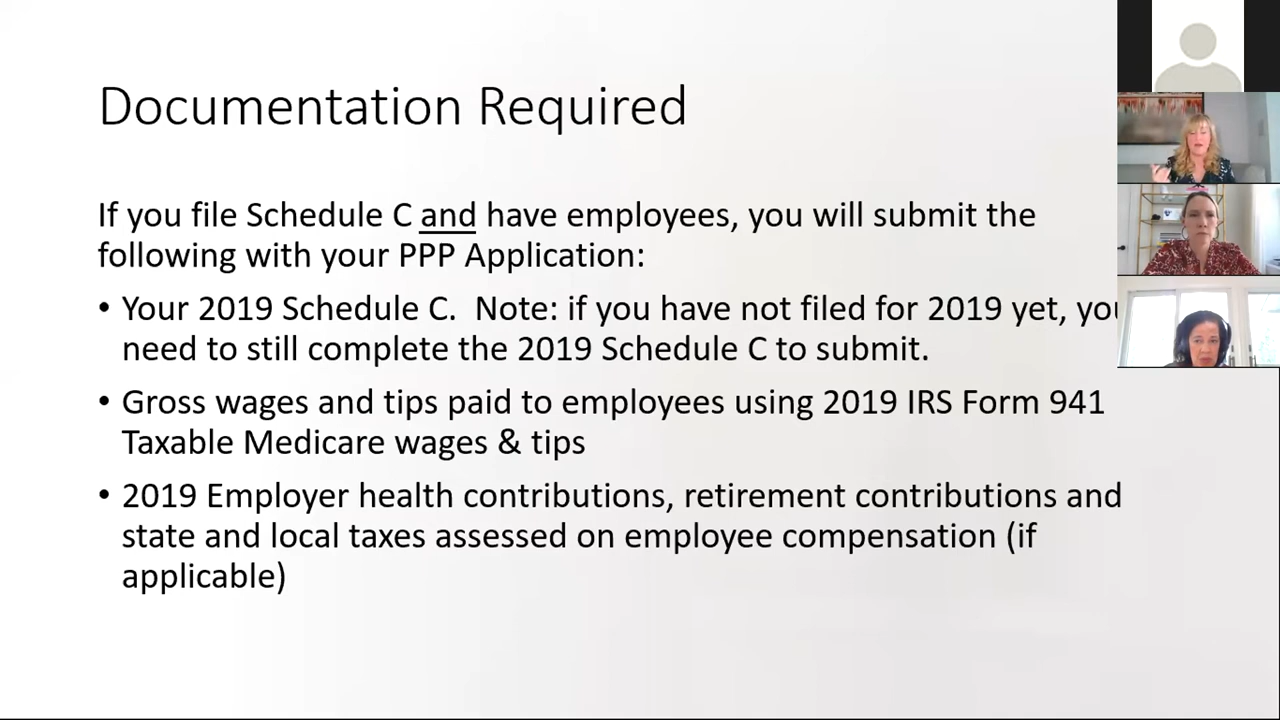 Documentation Required
If you file Schedule C and have employees, you will submit the
following with your PPP Application:
• Your 2019 Schedule C.  Note: if you have not filed for 2019 yet, you
need to still complete the 2019 Schedule C to submit.
• Gross wages and tips paid to employees using 2019 IRS Form 941
Taxable Medicare wages & tips
• 2019 Employer health contributions, retirement contributions and
state and local taxes assessed on employee compensation (if
applicable)